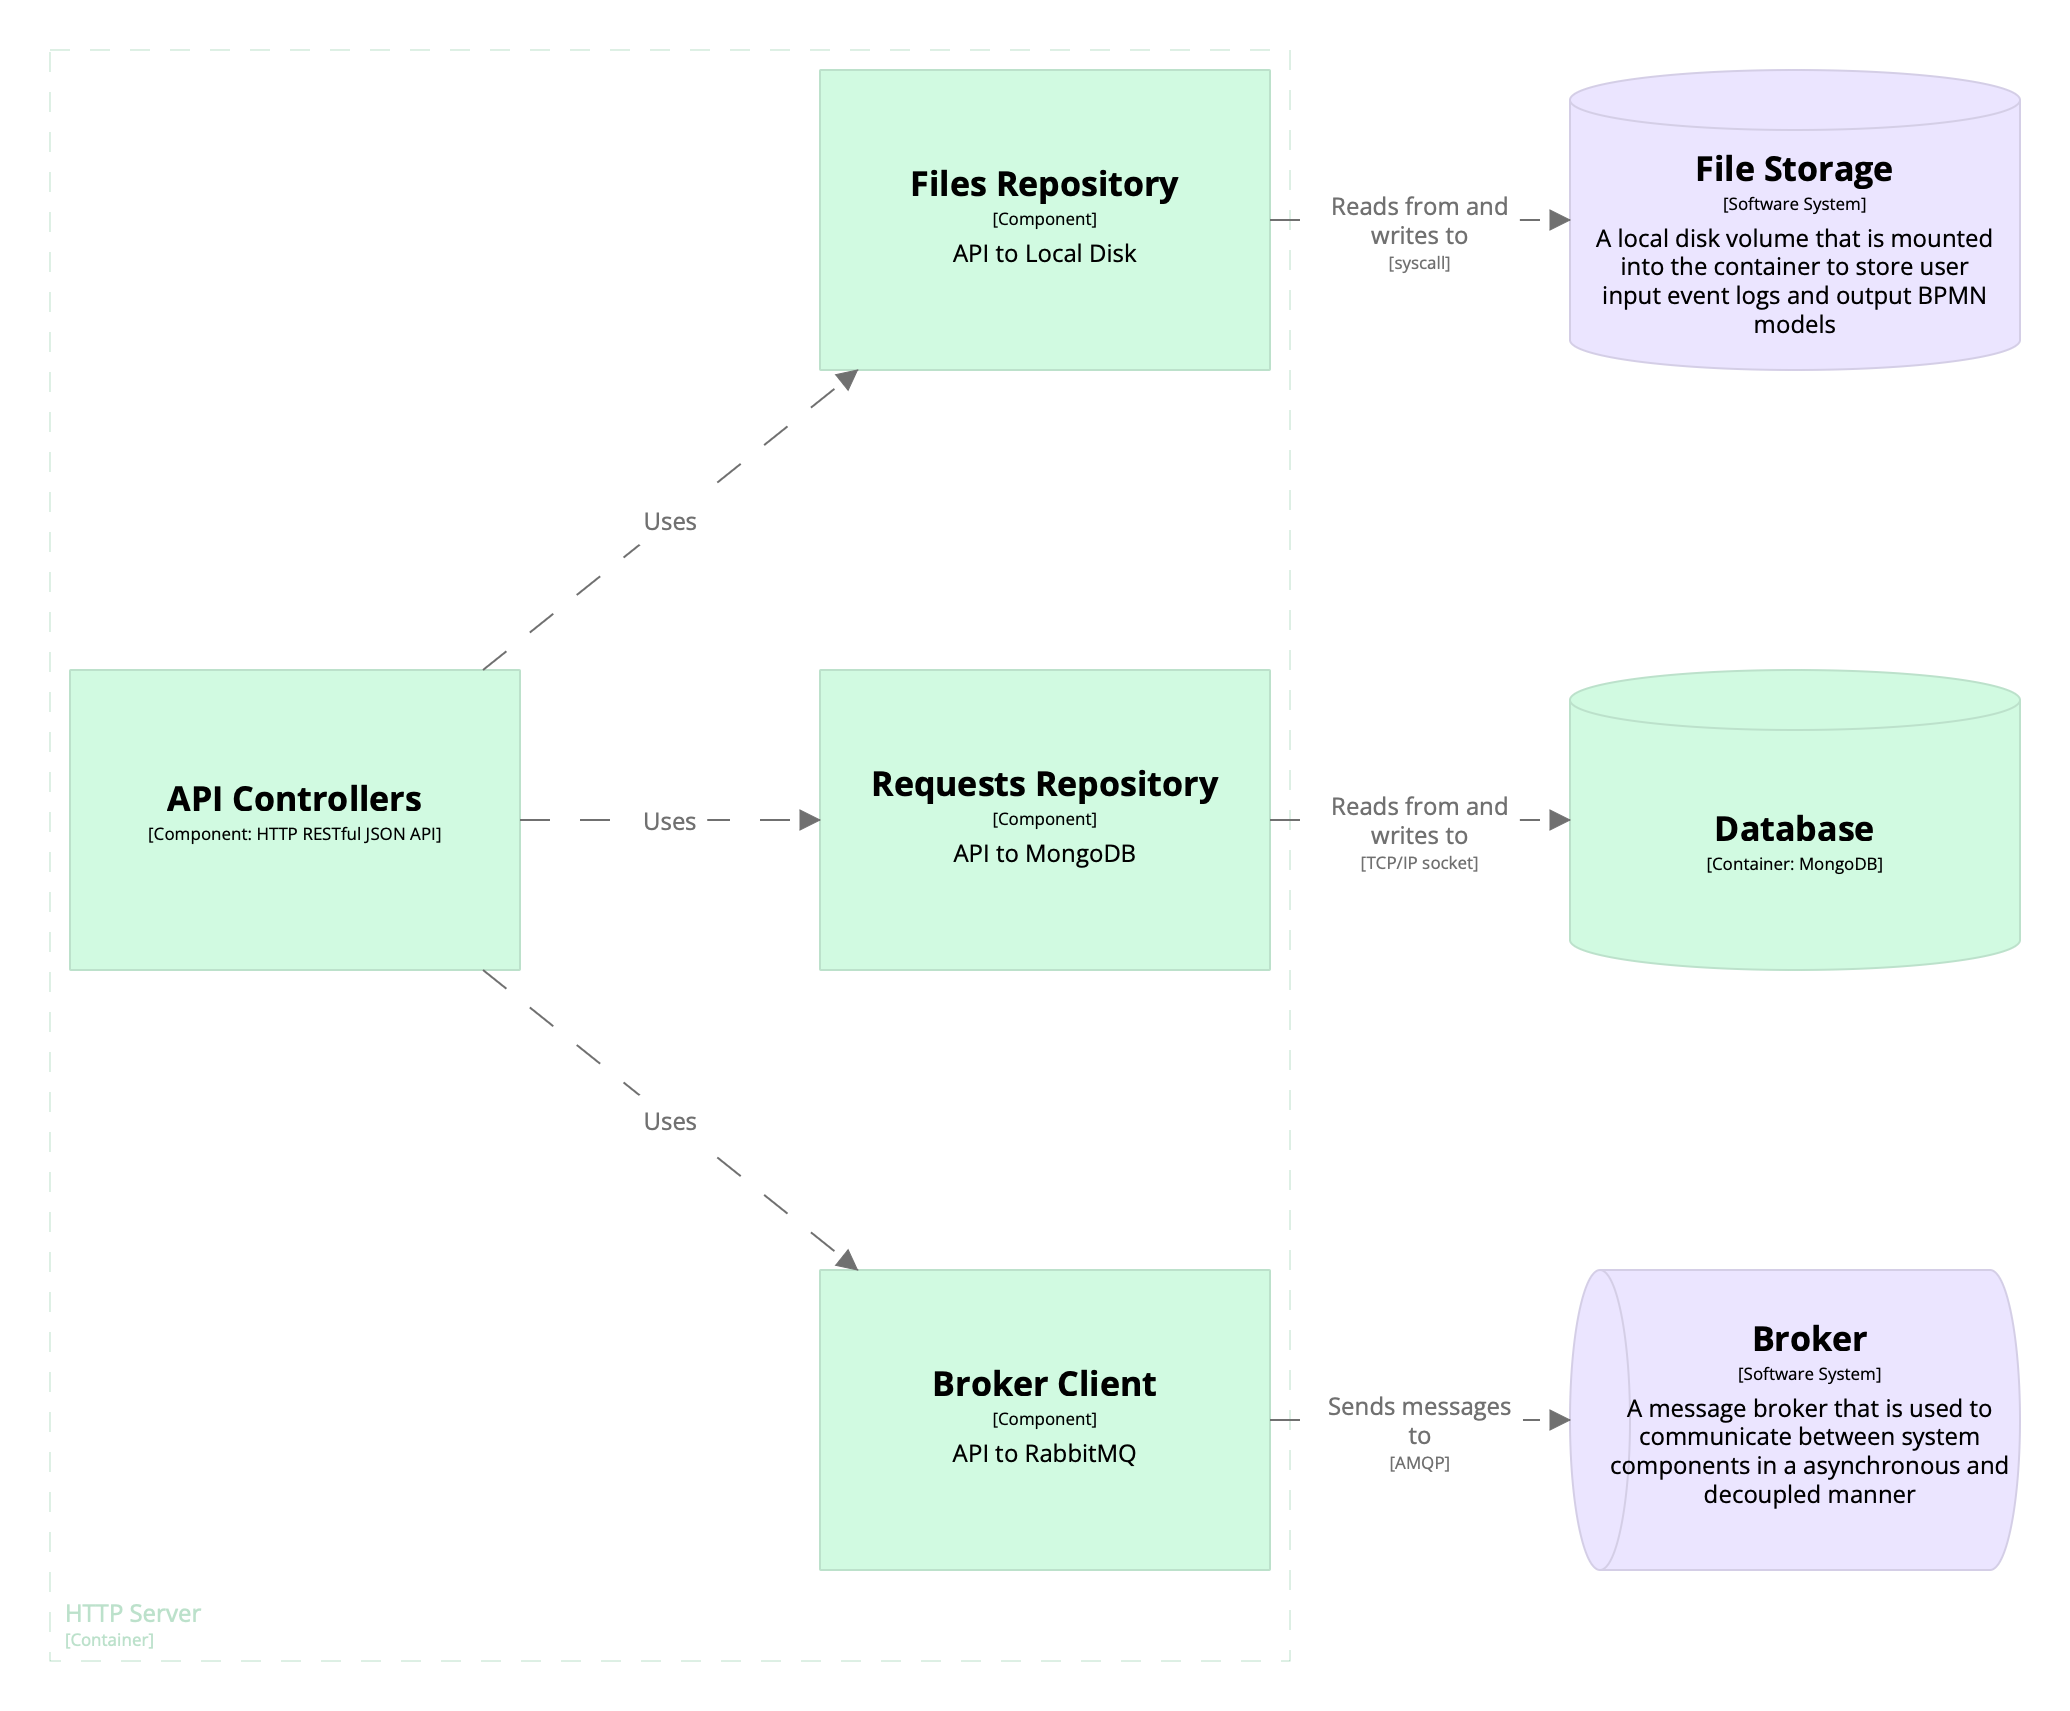 Files Repository
[Component]
API to Local Disk
Reads from and
writes to
[syscall]
File Storage
[Software System]
A local disk volume that is mounted
into the container to store user
input event logs and output BPMN
models
Uses
API Controllers
[Component: HTTP RESTful JSON API]
Uses
Requests Repository
[Component]
API to MongoDB
Reads from and
writes to
[TCP/IP socket]
Database
[Container: MongoDB]
Uses
Broker Client
[Component]
API to RabbitMQ
Sends messages
to
[AMQP]
Broker
[Software System]
A message broker that is used to
communicate between system
components in a asynchronous and
decoupled manner
HTTP Server
[Container]